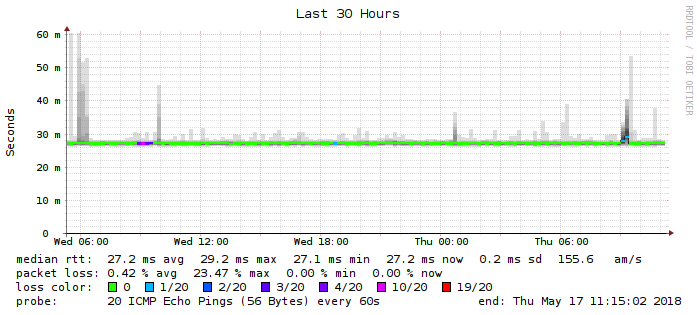 Last 30 Hours
RRDTOOL / TOBI OETIKER
Seconds
60 m
50 m
40 m
30 m
20 m
10 m
0
Wed 06:00 Wed 12:00 Wed 18:00 Thu 00:00 Thu 06:00
median rtt: 27.2 ms avg 29.2 ms max 27.1 ms min 27.2 ms now 0.2 ms sd 155.6 am/s
packet loss: 0.42 % avg 23.47 % max 0.00 % min 0.00 % now
loss color: 0 1/20 2/20 3/20 4/20 10/20 19/20
probe: 20 ICMP Echo Pings (56 Bytes) every 60s end: Thu May 17 11:15:02 2018